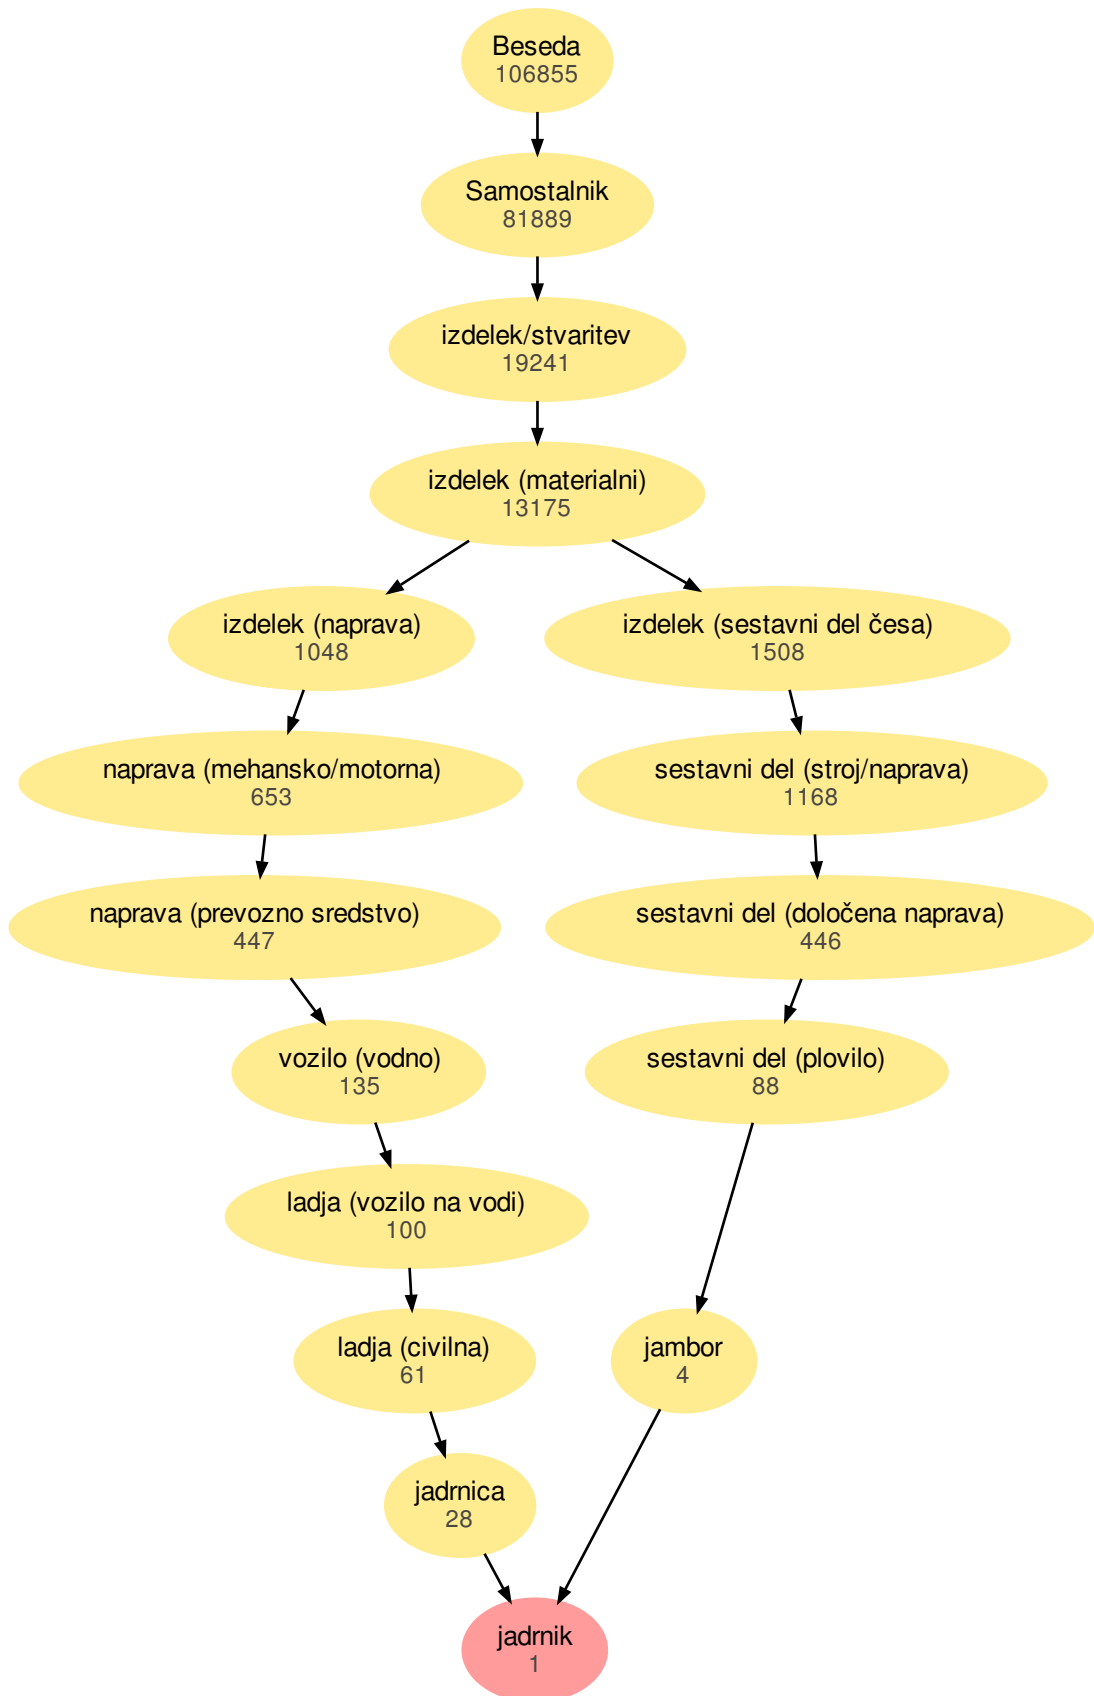 Beseda
106855
Samostalnik
81889
izdelek/stvaritev
19241
izdelek (materialni)
13175
izdelek (naprava)
1048
izdelek (sestavni del česa)
1508
naprava (mehansko/motorna)
653
sestavni del (stroj/naprava)
1168
naprava (prevozno sredstvo)
447
sestavni del (določena naprava)
446
vozilo (vodno)
135
sestavni del (plovilo)
88
ladja (vozilo na vodi)
100
ladja (civilna)
61
jambor
4
jadrnica
28
jadrnik
1